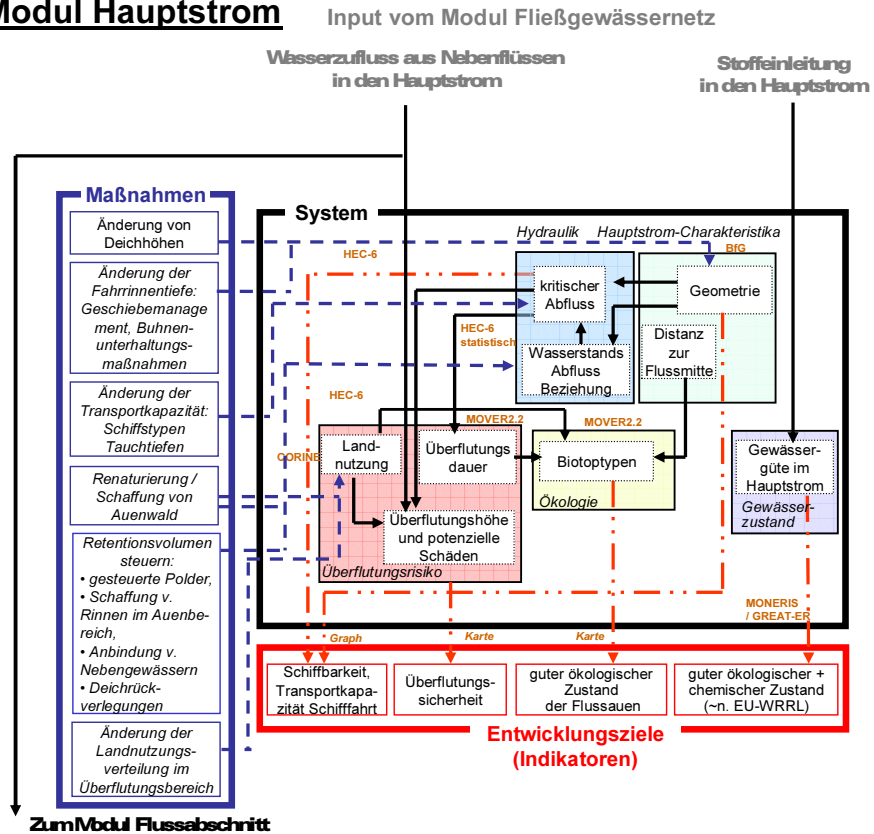 Modul Hauptstrom
Input vom Modul Fließgewässernetz
Wasserzufluss aus Nebenflüssen
in den Hauptstrom
Stoffeinleitung
in den Hauptstrom
Maßnahmen
Änderung von
Deichhöhen
Änderung der
Fahrrinnentiefe:
Geschiebemanage
ment, Buhnen-
unterhaltungs-
maßnahmen
Änderung der
Transportkapazität:
Schiffstypen
Tauchtiefen
Renaturierung /
Schaffung von
Auenwald
Retentionsvolumen
steuern:
• gesteuerte Polder,
• Schaffung v.
Rinnen im Auenbe-
reich,
• Anbindung v.
Nebengewässern
• Deichrück-
verlegungen
Änderung der
Landnutzungs-
verteilung im
Überflutungsbereich
Zum Modul Flussabschnitt
System
Hydraulik
Hauptstrom-Charakteristika
HEC-6
BfG
kritischer
Abfluss
Geometrie
HEC-6
statistisch
Wasserstands
Abfluss
Beziehung
Distanz
zur
Flussmitte
HEC-6
MOVER2.2
MOVER2.2
CORINE
Land-
nutzung
Überflutungs
dauer
Biotoptypen
Ökologie
Gewässer-
güte im
Hauptstrom
Gewässer-
zustand
Überflutungshöhe
und potenzielle
Schäden
Überflutungsrisiko
MONERIS
/ GREAT-ER
Graph
Karte
Karte
Schiffbarkeit,
Transportkapa-
zität Schifffahrt
Überflutungs-
sicherheit
guter ökologischer
Zustand
der Flussauen
guter ökologischer +
chemischer Zustand
(~n. EU-WRRL)
Entwicklungsziele
(Indikatoren)